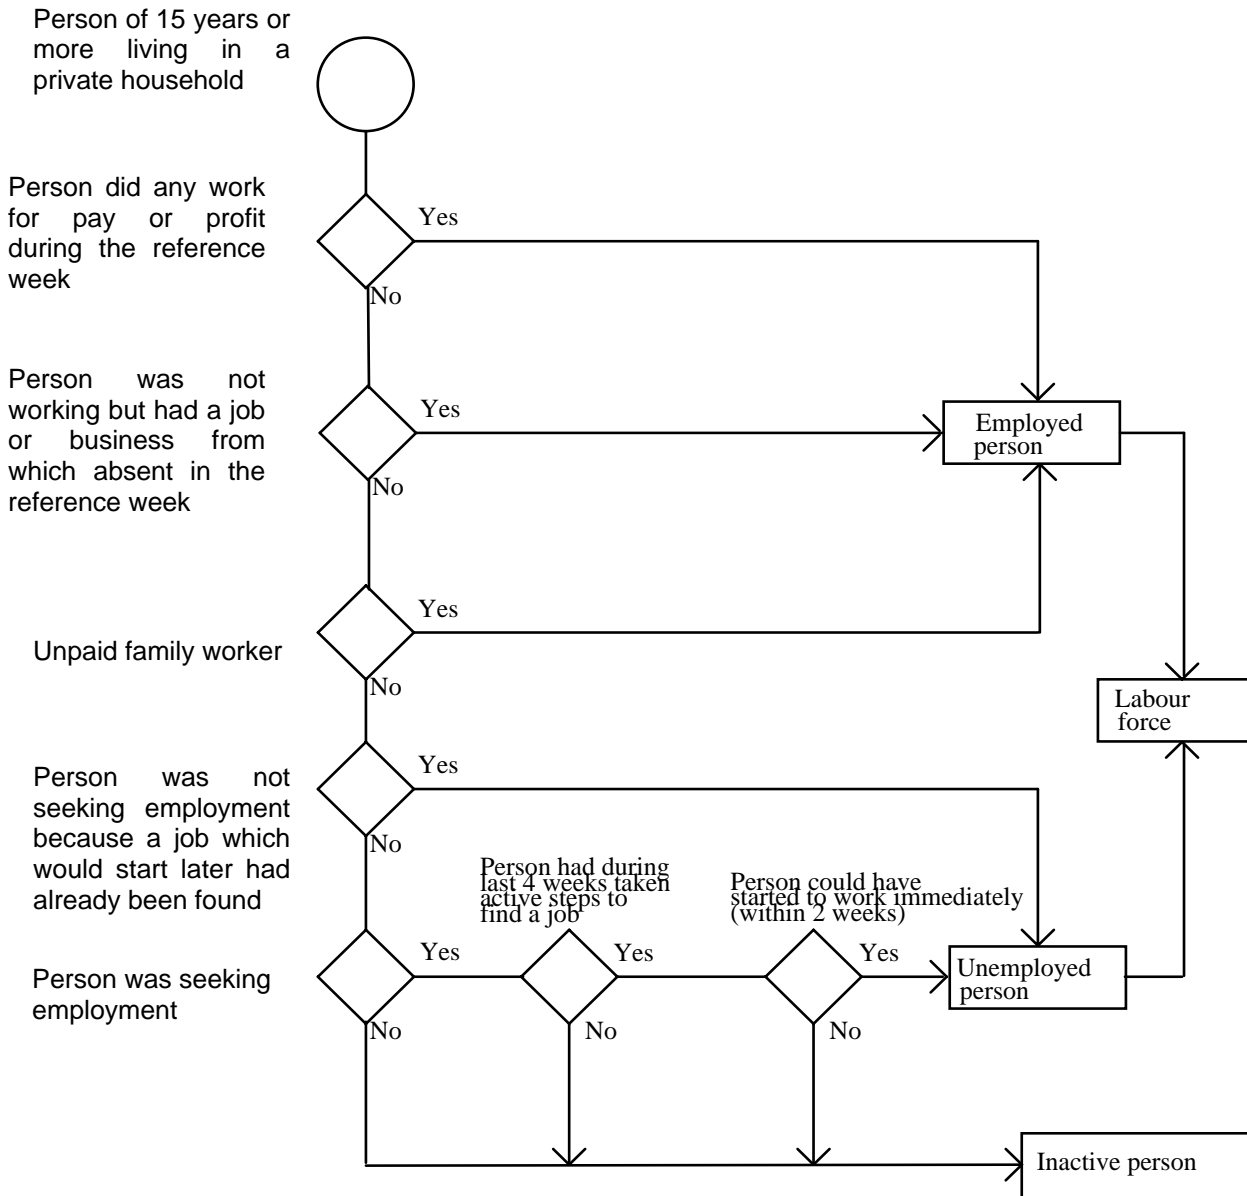 Person of 15 years or
more living in a
private household
Person did any work
for pay or profit
during the reference
week
Yes
No
Person was not
working but had a job
or business from
which absent in the
reference week
Yes
No
Employed
person
Unpaid family worker
Yes
No
Labour
force
Person was not
seeking employment
because a job which
would start later had
already been found
Yes
No
Person was seeking
employment
Yes
No
Person had during
last 4 weeks taken
active steps to
find a job
Yes
No
Person could have
started to work immediately
(within 2 weeks)
Yes
No
Unemployed
person
Inactive person